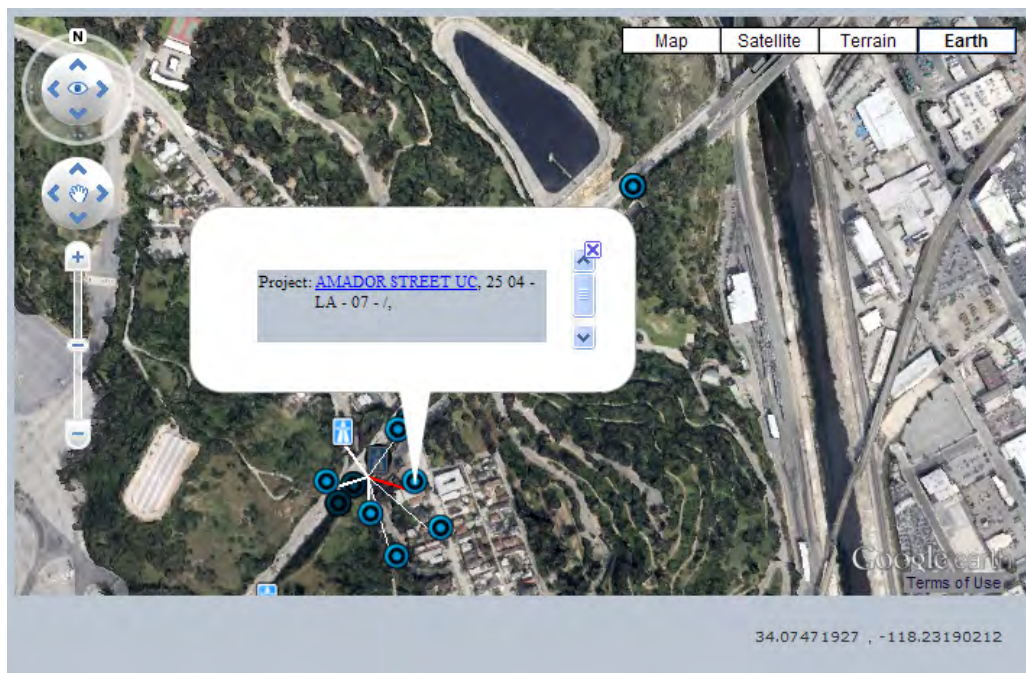 N
Map Satellite Terrain Earth
Project: AMADOR STREET UC, 25 04 -
LA - 07 - /,
Google earth
Terms of Use
34.07471927 , -118.23190212